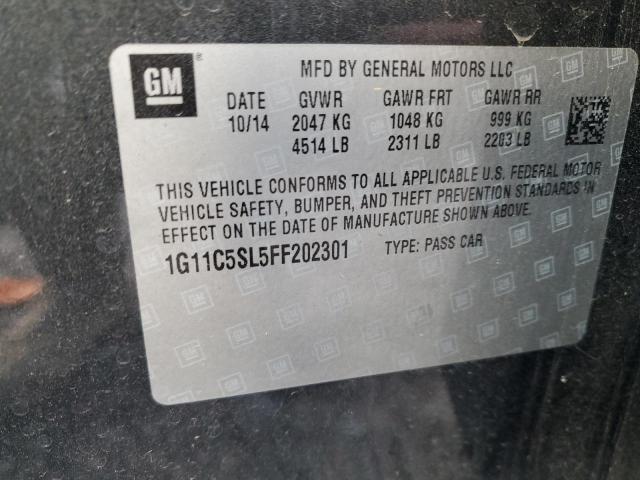 GM ®
MFD BY GENERAL MOTORS LLC
DATE GVWR GAWR FRT GAWR RR
10/14 2047 KG 1048 KG 999 KG
4514 LB 2311 LB 2203 LB
THIS VEHICLE CONFORMS TO ALL APPLICABLE U.S. FEDERAL MOTOR
VEHICLE SAFETY, BUMPER, AND THEFT PREVENTION STANDARDS IN
EFFECT ON THE DATE OF MANUFACTURE SHOWN ABOVE.
1G11C5SL5FF202301 TYPE: PASS CAR